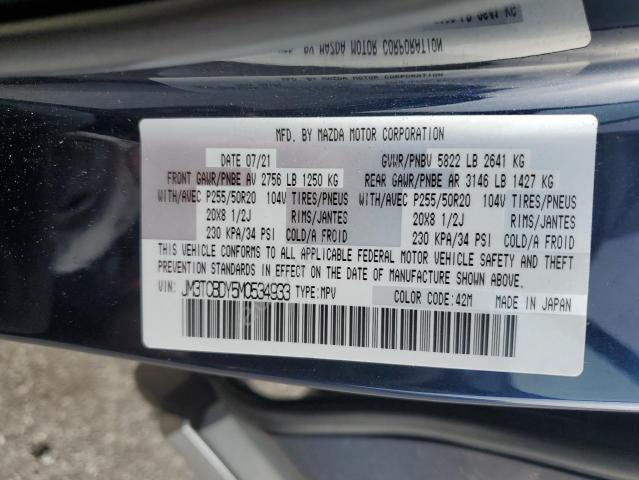 MFD. BY MAZDA MOTOR CORPORATION
DATE 07/21 GVWR/PNBV 5822 LB 2641 KG
FRONT GAWR/PNBE AV 2756 LB 1250 KG REAR GAWR/PNBE AR 3146 LB 1427 KG
WITH/AVEC P255/50R20 104V TIRES/PNEUS WITH/AVEC P255/50R20 104V TIRES/PNEUS
20X8 1/2J RIMS/JANTES 20X8 1/2J RIMS/JANTES
230 KPA/34 PSI COLD/A FROID 230 KPA/34 PSI COLD/A FROID
THIS VEHICLE CONFORMS TO ALL APPLICABLE FEDERAL MOTOR VEHICLE SAFETY AND THEFT
PREVENTION STANDARDS IN EFFECT ON THE DATE OF MANUFACTURE SHOWN ABOVE.
VIN: JM3TCBDY5M0534933 TYPE:MPV COLOR CODE:42M MADE IN JAPAN